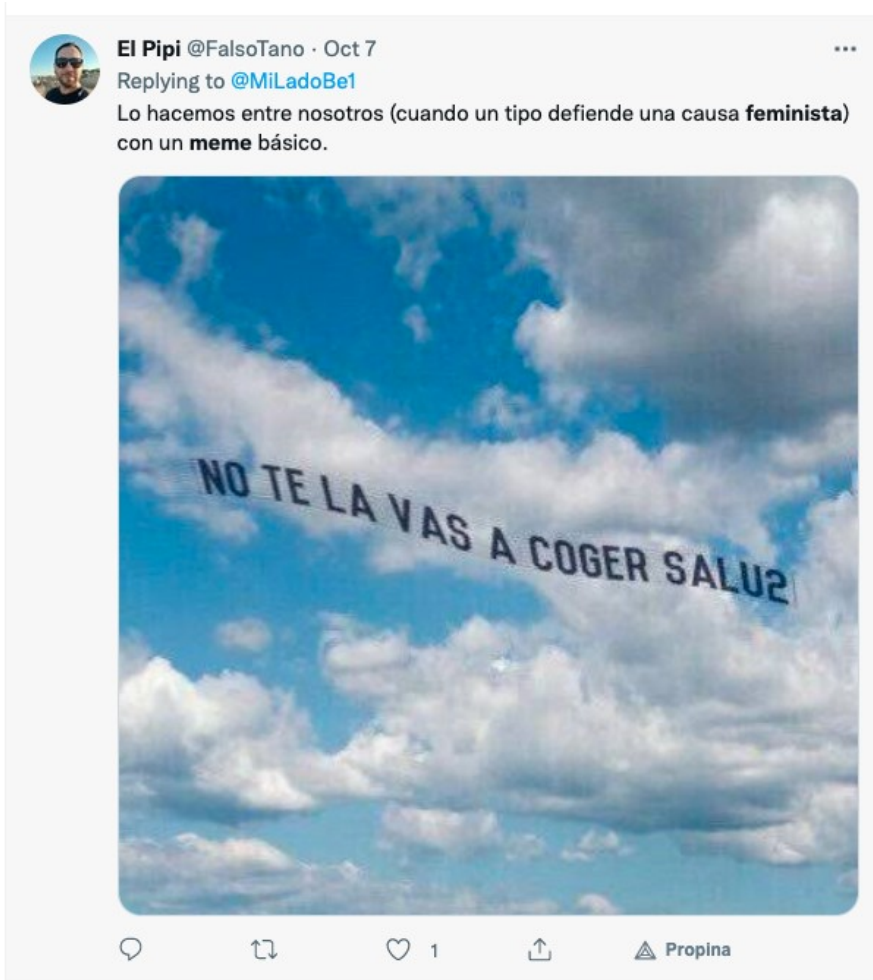 El Pipi @FalsoTano · Oct 7
Replying to @MiLadoBe1
Lo hacemos entre nosotros (cuando un tipo defiende una causa feminista)
con un meme básico.
NO TE LA VAS A COGER SALU2
1
Propina